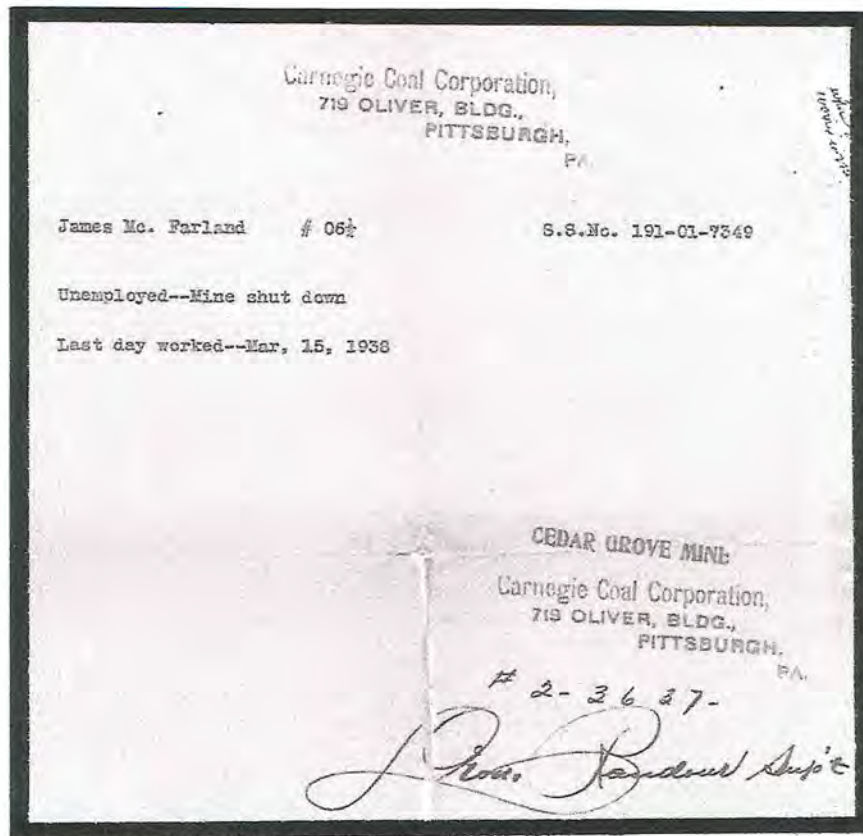 Carnegie Coal Corporation,
719 OLIVER, BLDG.,
PITTSBURGH,
PA.
James Mc. Farland # 06½ S.S.No. 191-01-7349
Unemployed--Mine shut down
Last day worked--Mar, 15, 1938
CEDAR GROVE MINE
Carnegie Coal Corporation,
719 OLIVER, BLDG.,
PITTSBURGH,
PA.
# 2-3637-
Sup't